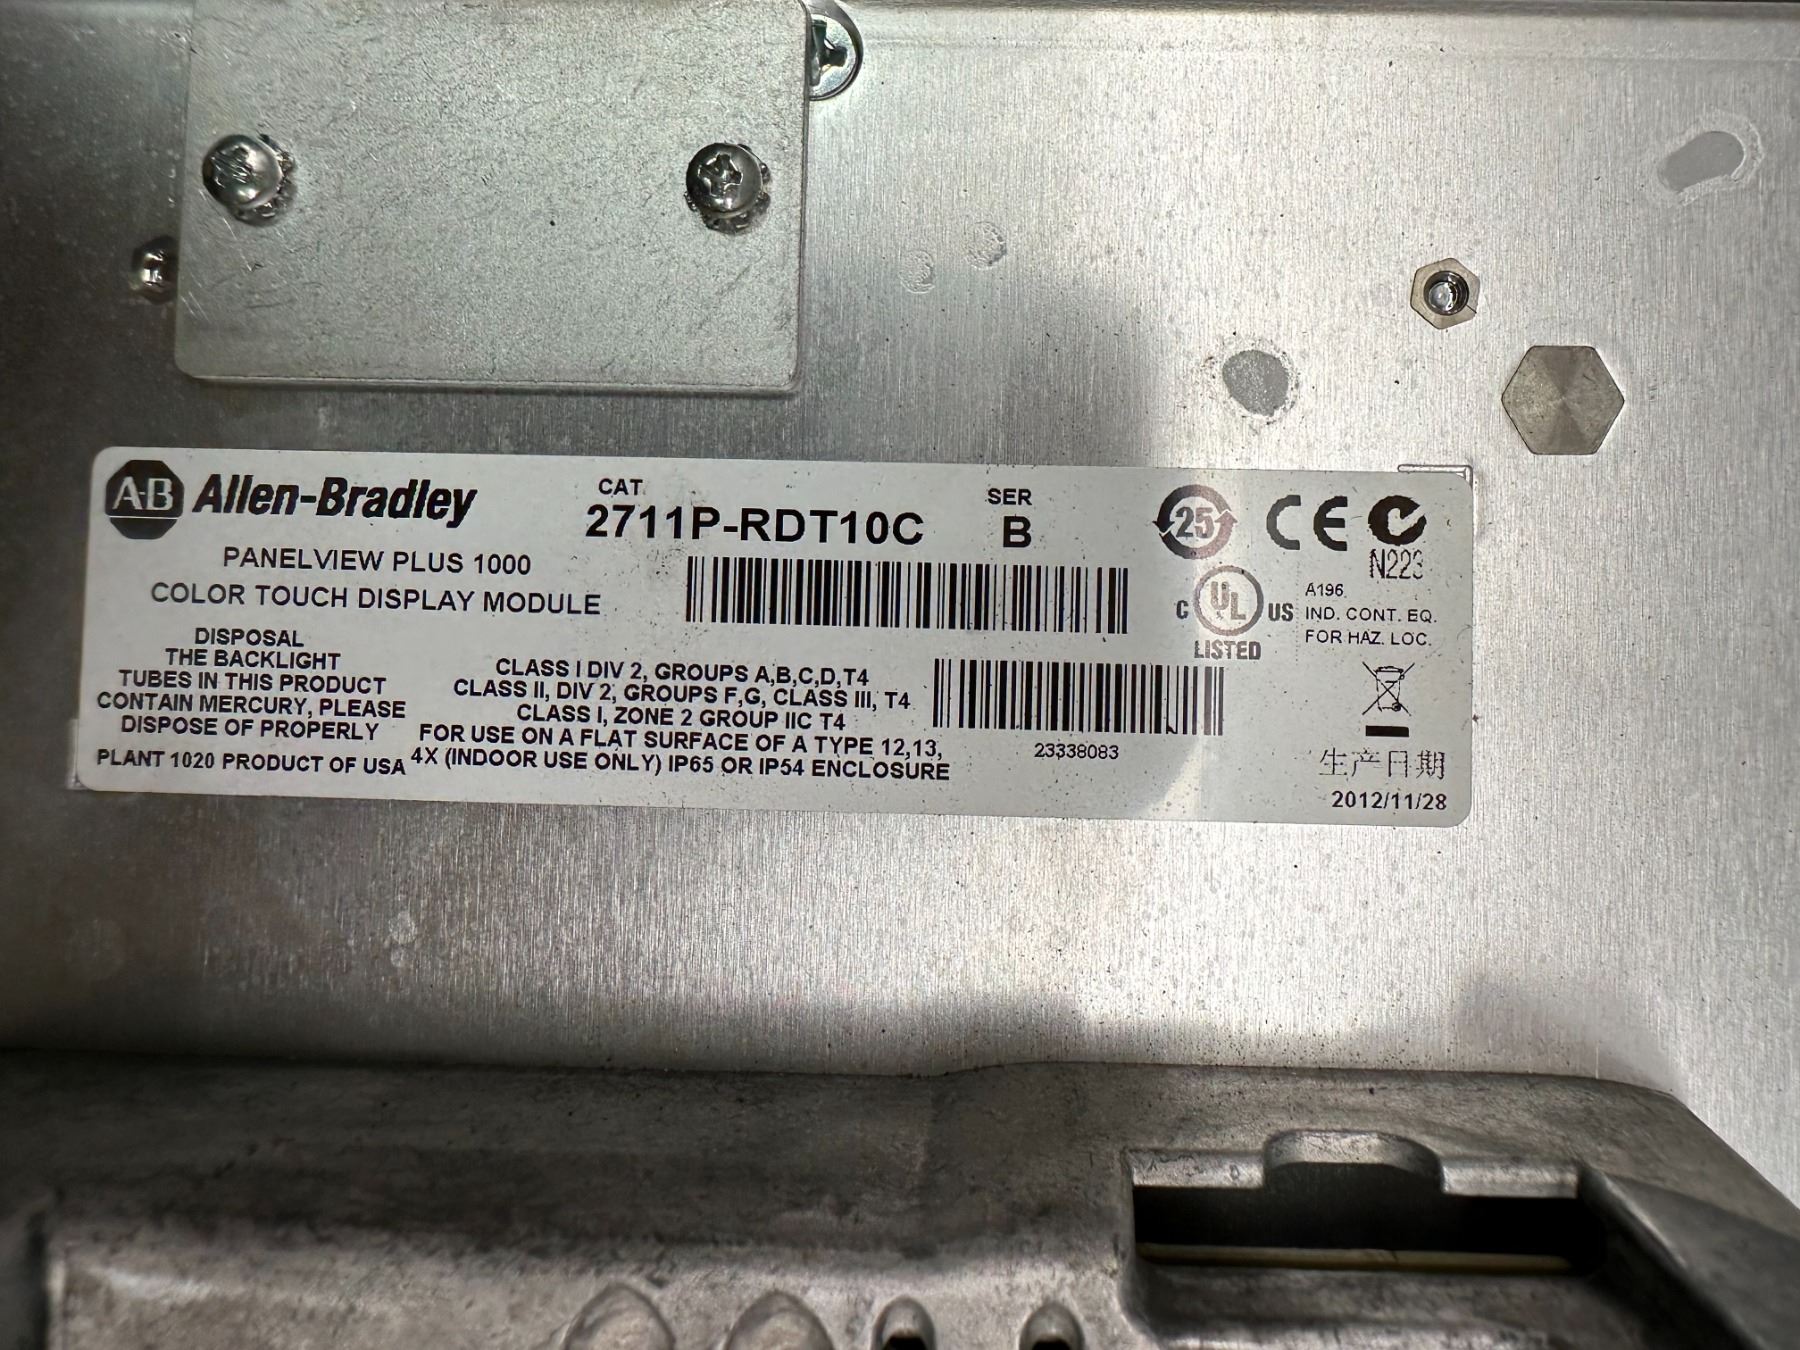 A-B Allen-Bradley
CAT
2711P-RDT10C
SER
B
PANELVIEW PLUS 1000
COLOR TOUCH DISPLAY MODULE
DISPOSAL
THE BACKLIGHT
TUBES IN THIS PRODUCT
CONTAIN MERCURY, PLEASE
DISPOSE OF PROPERLY
PLANT 1020 PRODUCT OF USA
CLASS I DIV 2, GROUPS A,B,C,D,T4
CLASS II, DIV 2, GROUPS F,G, CLASS III, T4
CLASS I, ZONE 2 GROUP IIC T4
FOR USE ON A FLAT SURFACE OF A TYPE 12,13,
4X (INDOOR USE ONLY) IP65 OR IP54 ENCLOSURE
23338083
25
CE
N223
C UL US
LISTED
A196
IND. CONT. EQ.
FOR HAZ. LOC.
生产日期
2012/11/28